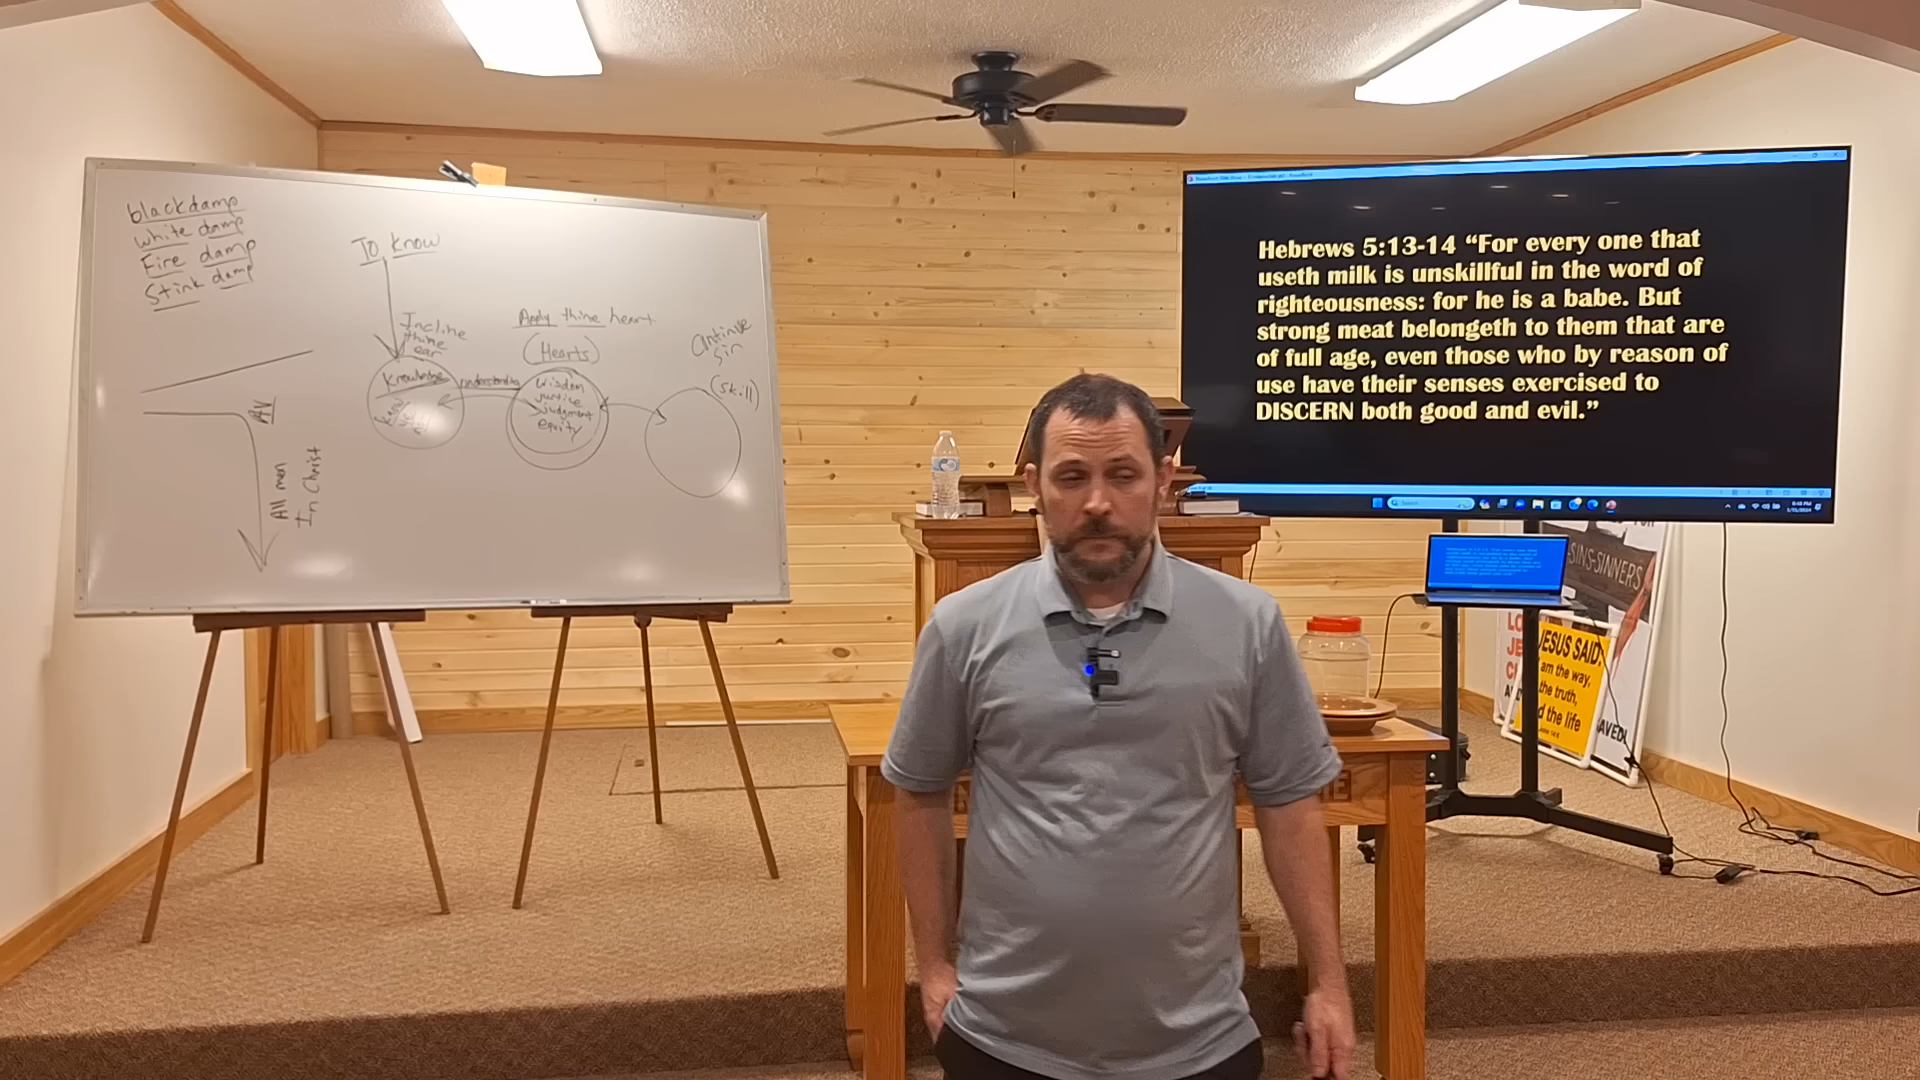 blackdamp
white damp
Fire damp
Stink damp
To Know
Incline
thine
ear
Knowledge
understanding
Apply thine heart
(Hearts)
wisdom
justice
judgment
equity
(skill)
AV
All men
In Christ
Hebrews 5:13-14 “For every one that
useth milk is unskillful in the word of
righteousness: for he is a babe. But
strong meat belongeth to them that are
of full age, even those who by reason of
use have their senses exercised to
DISCERN both good and evil.”
SINS-SINNERS
JESUS SAID:
am the way,
the truth,
d the life
AVED!